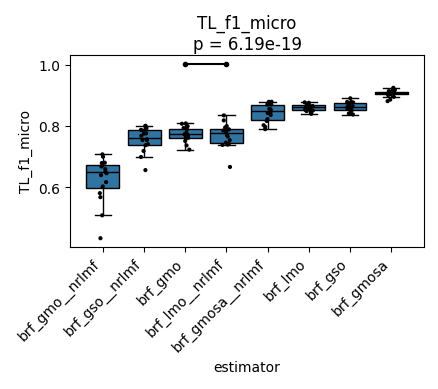 TL_f1_micro
p = 6.19e-19
1.0
0.8
0.6
TL_f1_micro
brf_gmo__nrlmf
brf_gso__nrlmf
brf_gmo
brf_lmo__nrlmf
brf_gmosa__nrlmf
brf_lmo
brf_gso
brf_gmosa
estimator